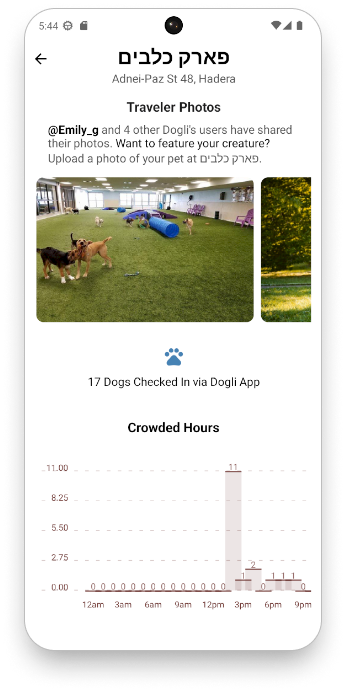 5:44
פארק כלבים
Adnei-Paz St 48, Hadera
Traveler Photos
@Emily_g and 4 other Dogli's users have shared
their photos. Want to feature your creature?
Upload a photo of your pet at פארק כלבים.
17 Dogs Checked In via Dogli App
Crowded Hours
11.00
8.25
5.50
2.75
0.00
0 0 0 0 0 0 0 0 0 0 0 0 0 0 11 1 2 0 1 1 1 0
12am 3am 6am 9am 12pm 3pm 6pm 9pm